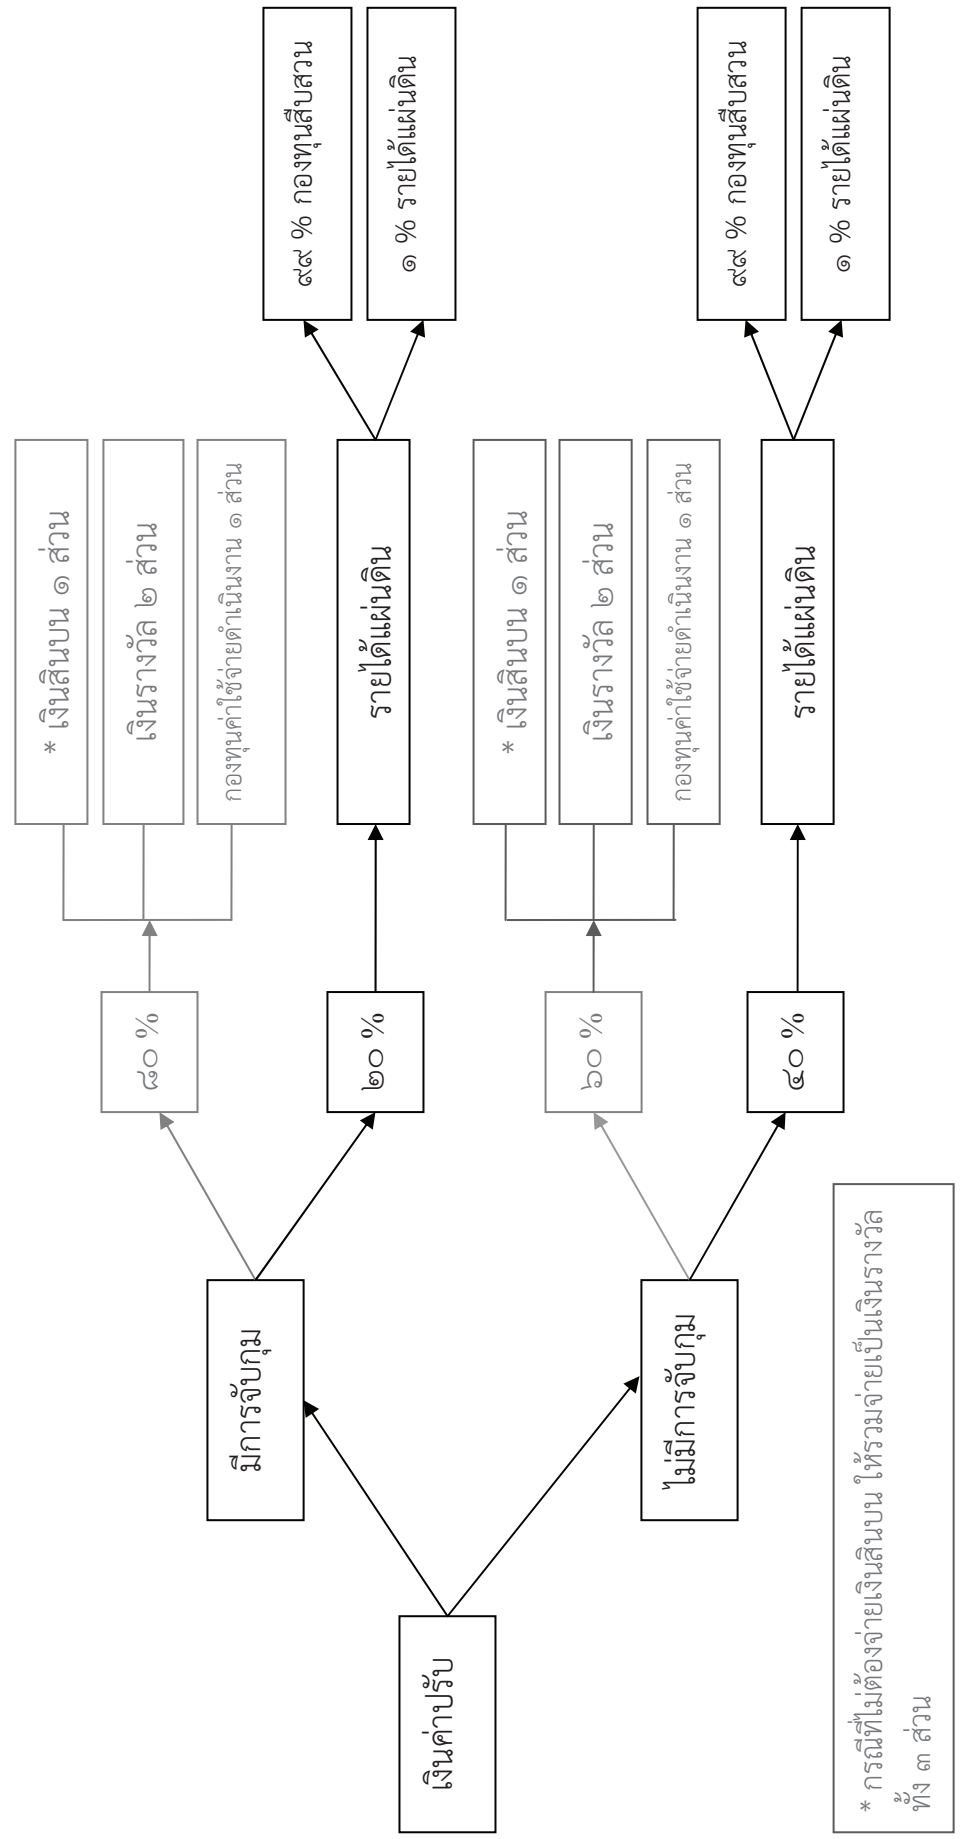 เงินค่าปรับ
มีการจับกุม
๘๐ %
* เงินสินบน ๑ ส่วน
เงินรางวัล ๒ ส่วน
กองทุนค่าใช้จ่ายดำเนินงาน ๑ ส่วน
๒๐ %
รายได้แผ่นดิน
๙๙ % กองทุนสืบสวน
๑ % รายได้แผ่นดิน
ไม่มีการจับกุม
๖๐ %
* เงินสินบน ๑ ส่วน
เงินรางวัล ๒ ส่วน
กองทุนค่าใช้จ่ายดำเนินงาน ๑ ส่วน
๔๐ %
รายได้แผ่นดิน
๙๙ % กองทุนสืบสวน
๑ % รายได้แผ่นดิน
* กรณีที่ไม่ต้องจ่ายเงินสินบน ให้รวมจ่ายเป็นเงินรางวัล
ทั้ง ๓ ส่วน